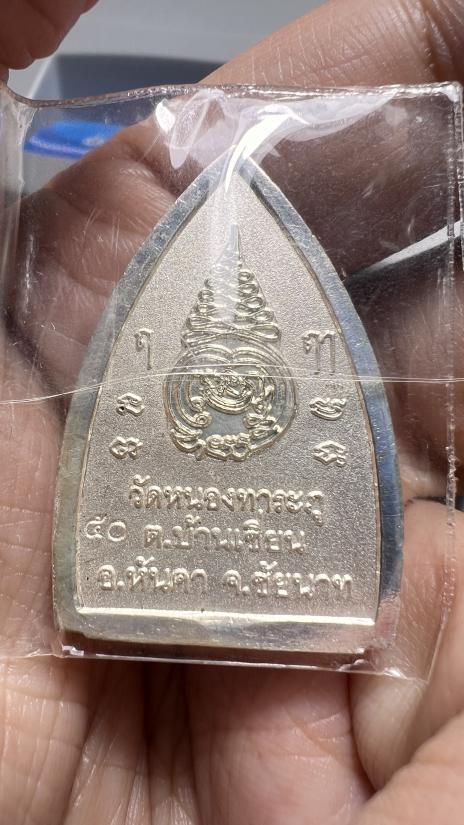 วัดหนองทาระภู
๕๐ ต.บ้านเชี่ยน
อ.หันคา จ.ชัยนาท